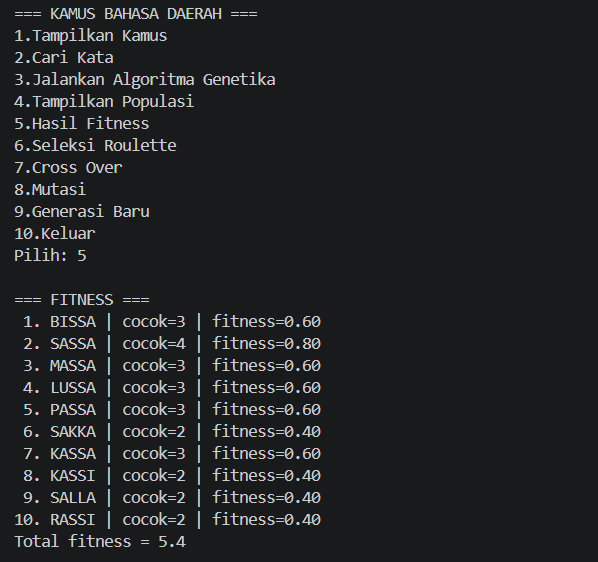 === KAMUS BAHASA DAERAH ===
1.Tampilkan Kamus
2.Cari Kata
3.Jalankan Algoritma Genetika
4.Tampilkan Populasi
5.Hasil Fitness
6.Seleksi Roulette
7.Cross Over
8.Mutasi
9.Generasi Baru
10.Keluar
Pilih: 5

=== FITNESS ===
 1. BISSA | cocok=3 | fitness=0.60
 2. SASSA | cocok=4 | fitness=0.80
 3. MASSA | cocok=3 | fitness=0.60
 4. LUSSA | cocok=3 | fitness=0.60
 5. PASSA | cocok=3 | fitness=0.60
 6. SAKKA | cocok=2 | fitness=0.40
 7. KASSA | cocok=3 | fitness=0.60
 8. KASSI | cocok=2 | fitness=0.40
 9. SALLA | cocok=2 | fitness=0.40
10. RASSI | cocok=2 | fitness=0.40
Total fitness = 5.4